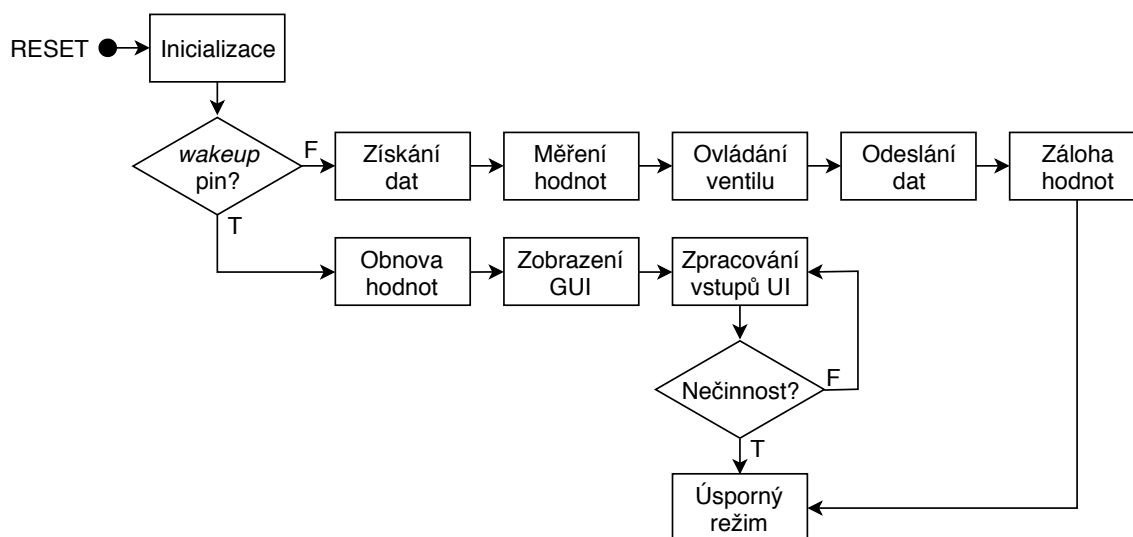 RESET
Inicializace
wakeup
pin?
F
T
Získání
dat
Měření
hodnot
Ovládání
ventilu
Odeslání
dat
Záloha
hodnot
Obnova
hodnot
Zobrazení
GUI
Zpracování
vstupů UI
Nečinnost?
F
T
Úsporný
režim